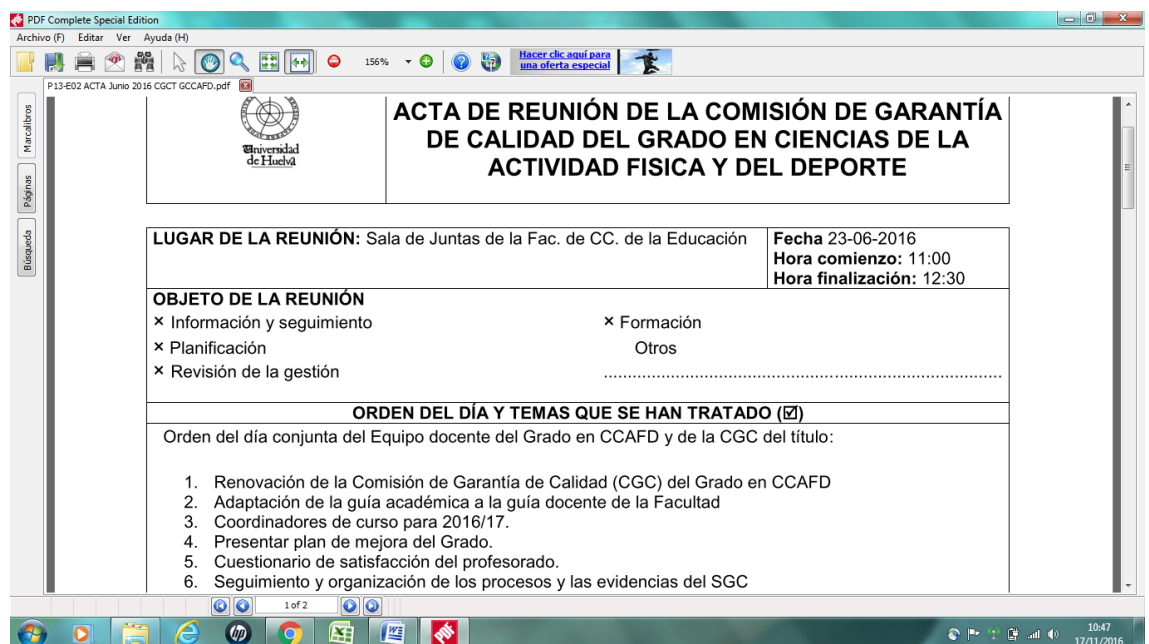 PDF Complete Special Edition
Archivo (F) Editar Ver Ayuda (H)
156%
Hacer clic aquí para
una oferta especial
P13-E02 ACTA Junio 2016 CGCT GCCAFD.pdf
Marcalibros
Páginas
Búsqueda
Universidad
de Huelva
ACTA DE REUNIÓN DE LA COMISIÓN DE GARANTÍA
DE CALIDAD DEL GRADO EN CIENCIAS DE LA
ACTIVIDAD FISICA Y DEL DEPORTE
LUGAR DE LA REUNIÓN: Sala de Juntas de la Fac. de CC. de la Educación
Fecha 23-06-2016
Hora comienzo: 11:00
Hora finalización: 12:30
OBJETO DE LA REUNIÓN
× Información y seguimiento
× Formación
× Planificación
Otros
× Revisión de la gestión
..................................................................................
ORDEN DEL DÍA Y TEMAS QUE SE HAN TRATADO (☑)
Orden del día conjunta del Equipo docente del Grado en CCAFD y de la CGC del título:
1. Renovación de la Comisión de Garantía de Calidad (CGC) del Grado en CCAFD
2. Adaptación de la guía académica a la guía docente de la Facultad
3. Coordinadores de curso para 2016/17.
4. Presentar plan de mejora del Grado.
5. Cuestionario de satisfacción del profesorado.
6. Seguimiento y organización de los procesos y las evidencias del SGC
1 of 2
10:47
17/11/2016